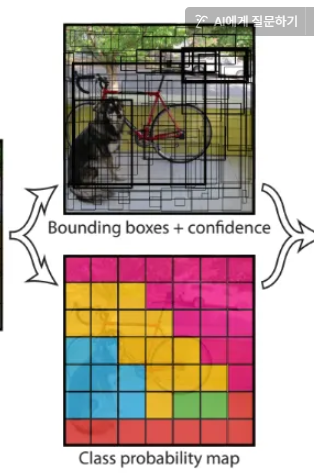 AI에게 질문하기
Bounding boxes + confidence
Class probability map